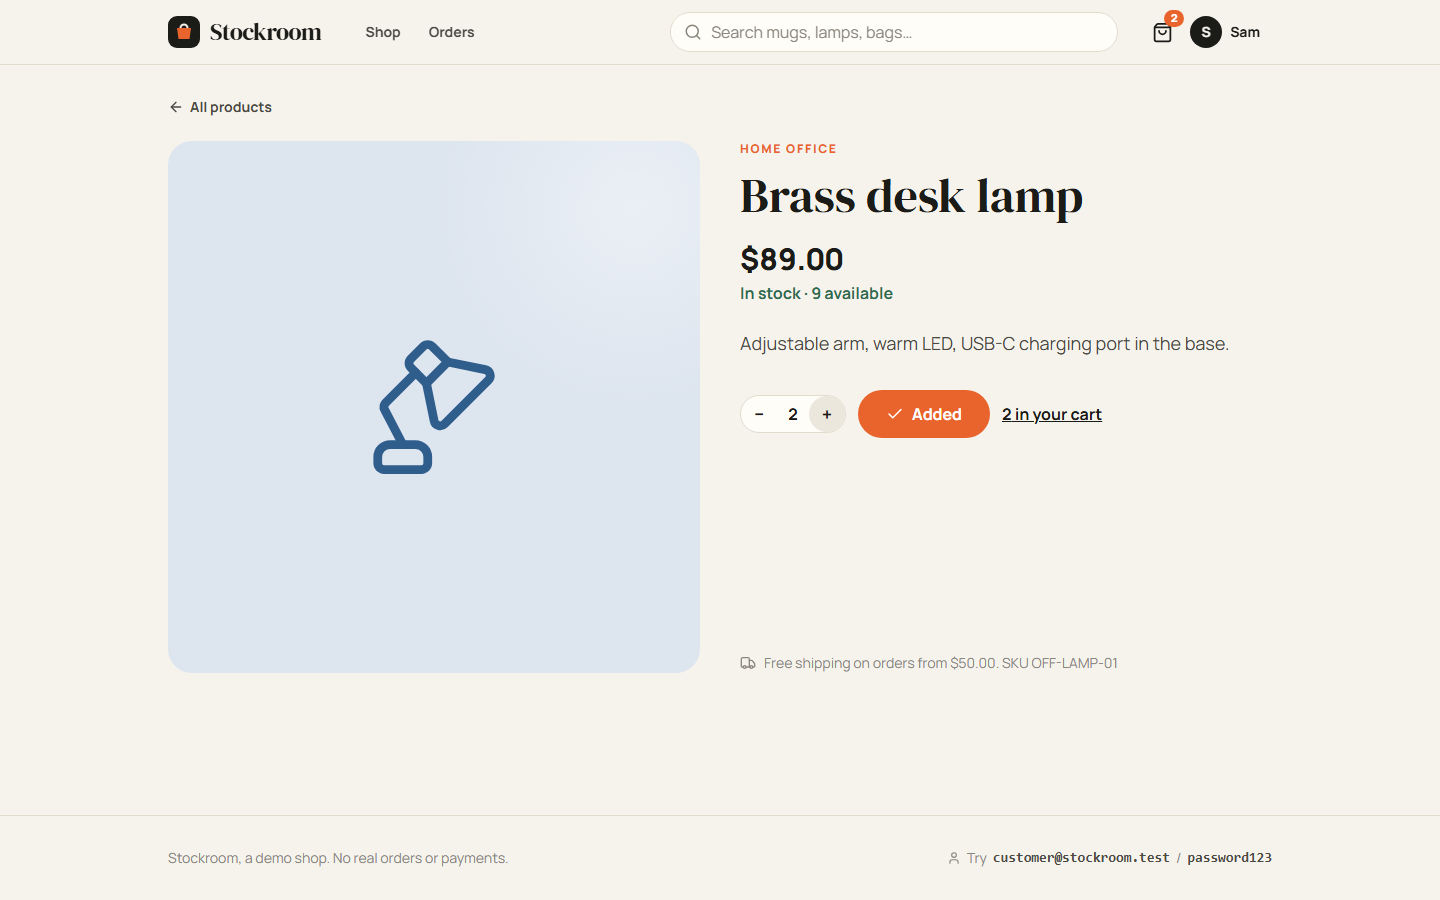 Stockroom
Shop
Orders
Search mugs, lamps, bags...
2
S
Sam
All products
HOME OFFICE
Brass desk lamp
$89.00
In stock · 9 available
Adjustable arm, warm LED, USB-C charging port in the base.
− 2 +
Added
2 in your cart
Free shipping on orders from $50.00. SKU OFF-LAMP-01
Stockroom, a demo shop. No real orders or payments.
Try customer@stockroom.test / password123